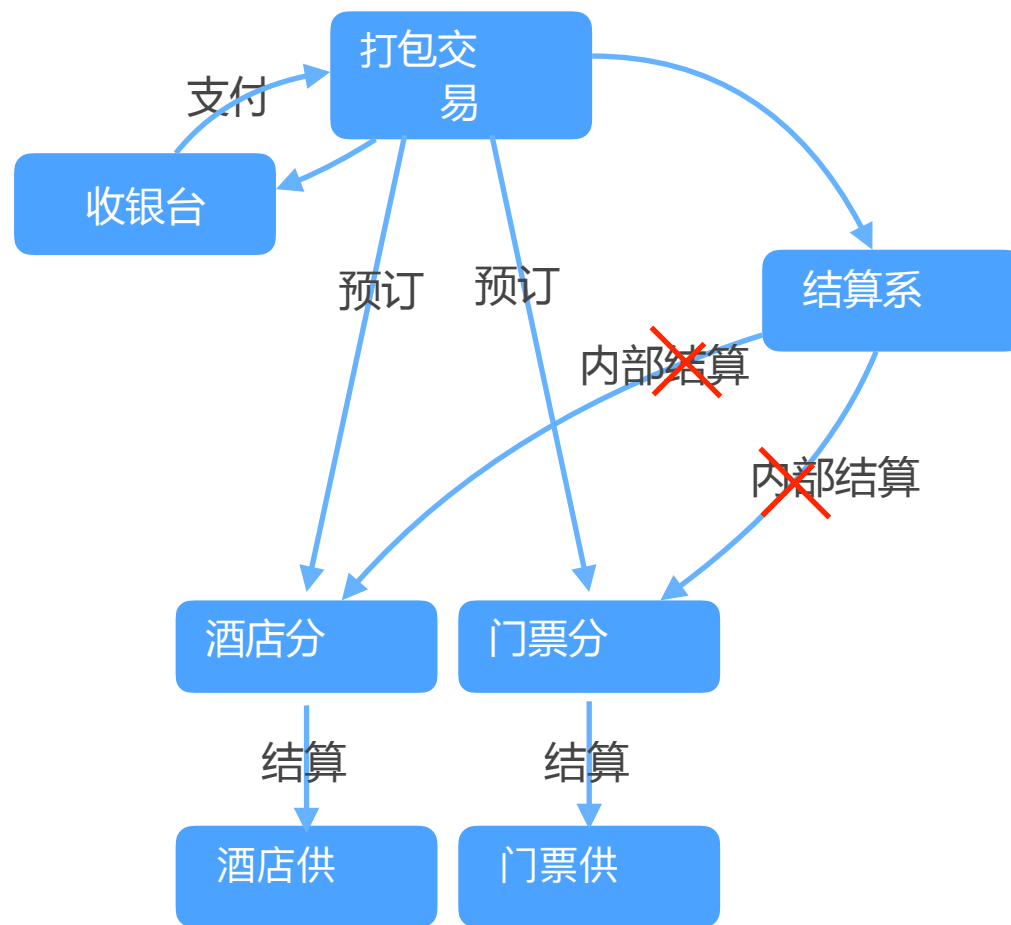 打包交
易
支付
收银台
预订
预订
结算系
内部结算
内部结算
酒店分
门票分
结算
结算
酒店供
门票供